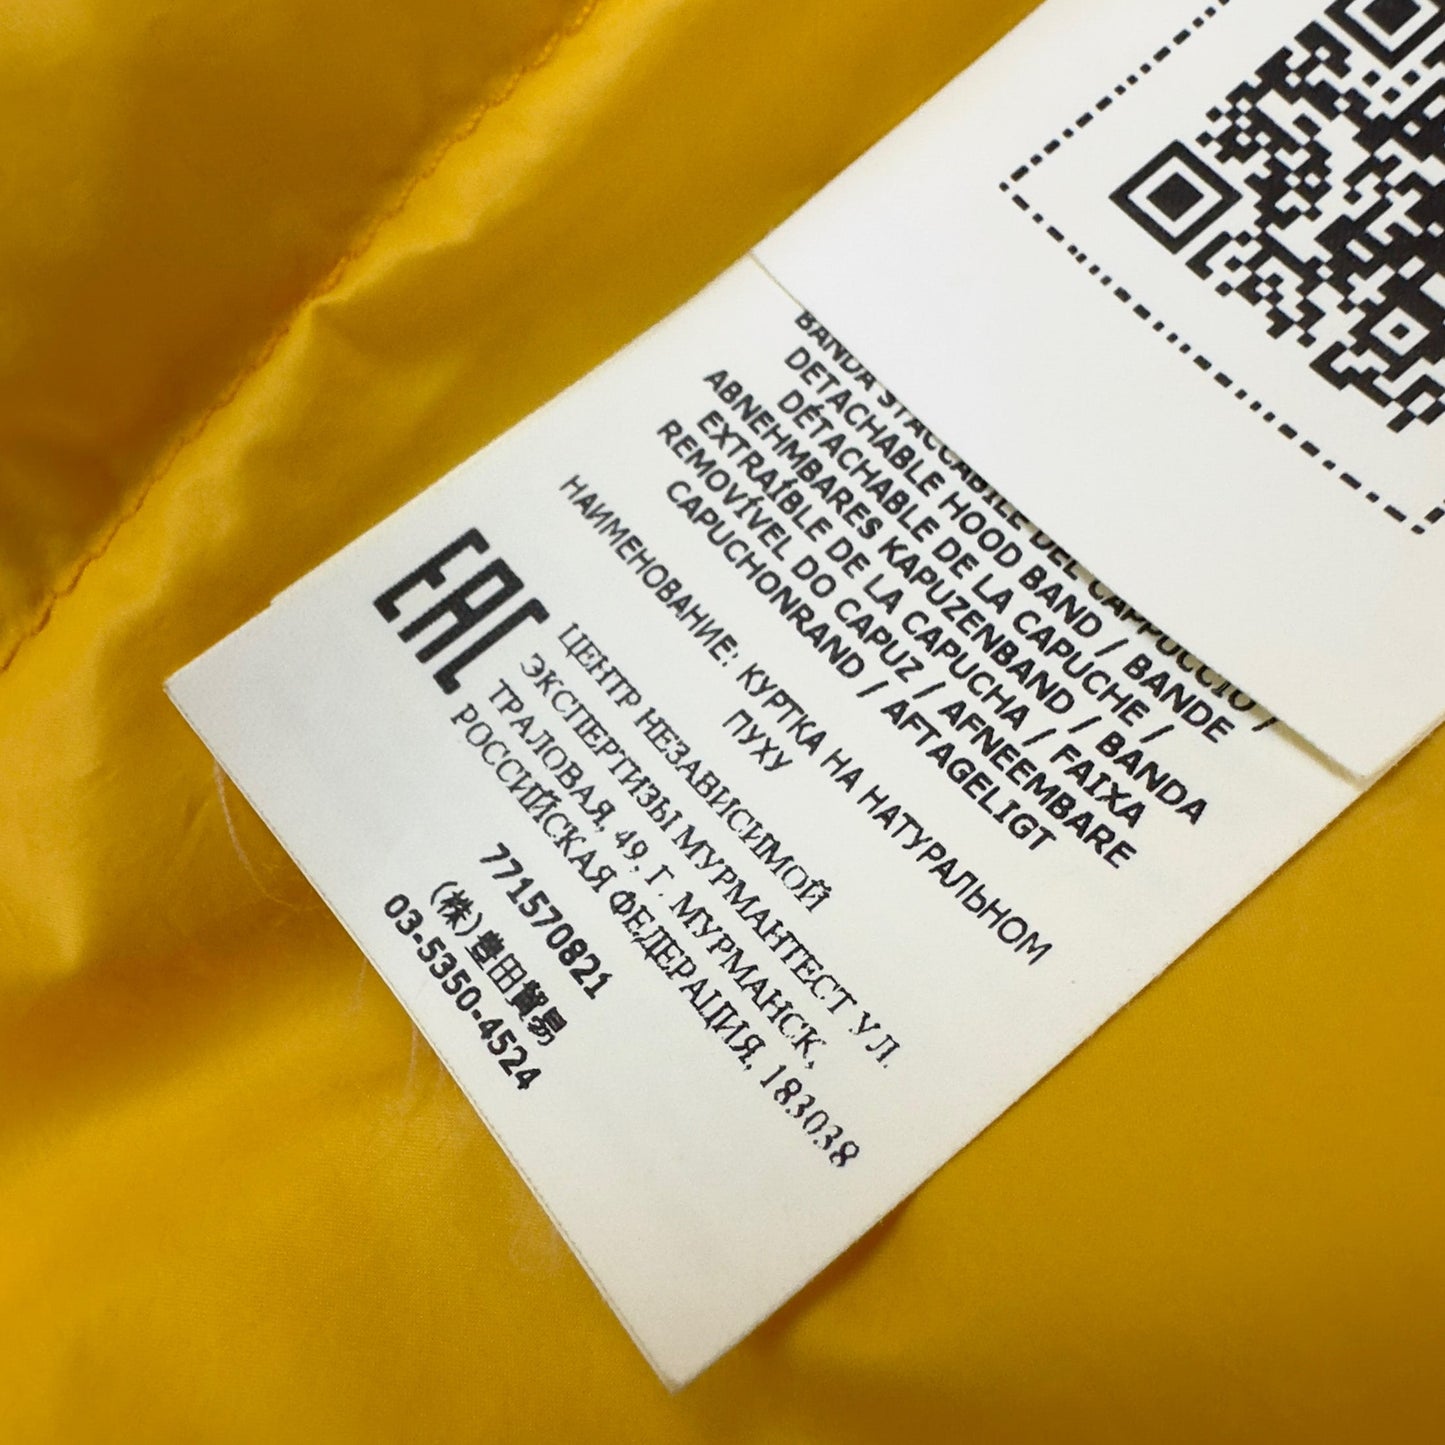 BANDA STACCABILE DEL CAPPUCCIO /
DETACHABLE HOOD BAND / BANDE
DÉTACHABLE DE LA CAPUCHE /
ABNEHMBARES KAPUZENBAND / BANDA
EXTRAÍBLE DE LA CAPUCHA / FAIXA
REMOVÍVEL DO CAPUZ / AFNEEMBARE
CAPUCHONRAND / AFTAGELIGT
НАИМЕНОВАНИЕ: КУРТКА НА НАТУРАЛЬНОМ
ПУХУ
EAC
ЦЕНТР НЕЗАВИСИМОЙ
ЭКСПЕРТИЗЫ МУРМАНТЕСТ УЛ.
ТРАЛОВАЯ, 49, Г. МУРМАНСК,
РОССИЙСКАЯ ФЕДЕРАЦИЯ, 183038
771570821
(株)豊田貿易
03-5350-4524